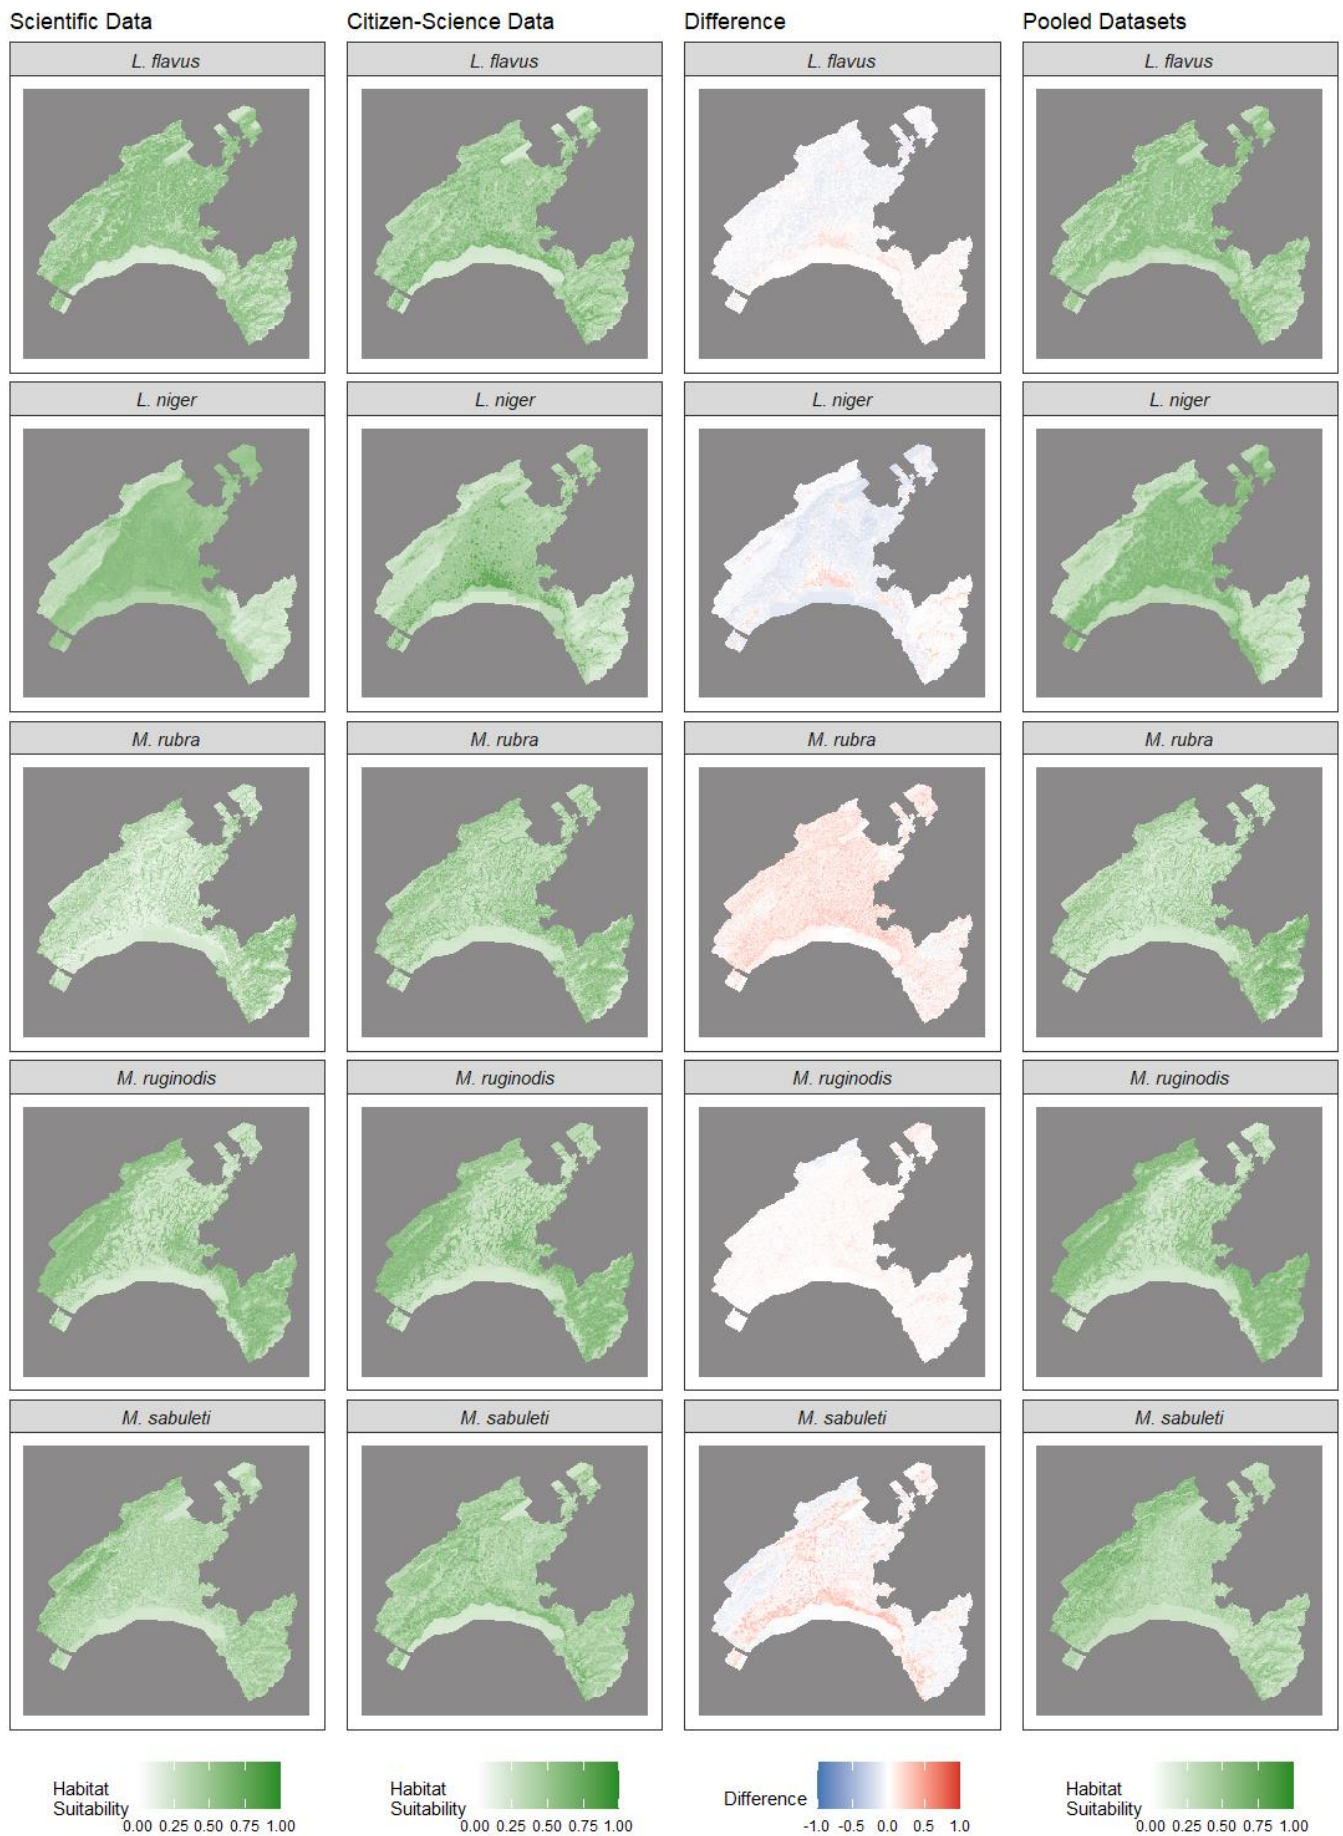 Scientific Data
Citizen-Science Data
Difference
Pooled Datasets
L. flavus
L. flavus
L. flavus
L. flavus
L. niger
L. niger
L. niger
L. niger
M. rubra
M. rubra
M. rubra
M. rubra
M. ruginodis
M. ruginodis
M. ruginodis
M. ruginodis
M. sabuleti
M. sabuleti
M. sabuleti
M. sabuleti
Habitat
Suitability
0.00 0.25 0.50 0.75 1.00
Habitat
Suitability
0.00 0.25 0.50 0.75 1.00
Difference
-1.0 -0.5 0.0 0.5 1.0
Habitat
Suitability
0.00 0.25 0.50 0.75 1.00